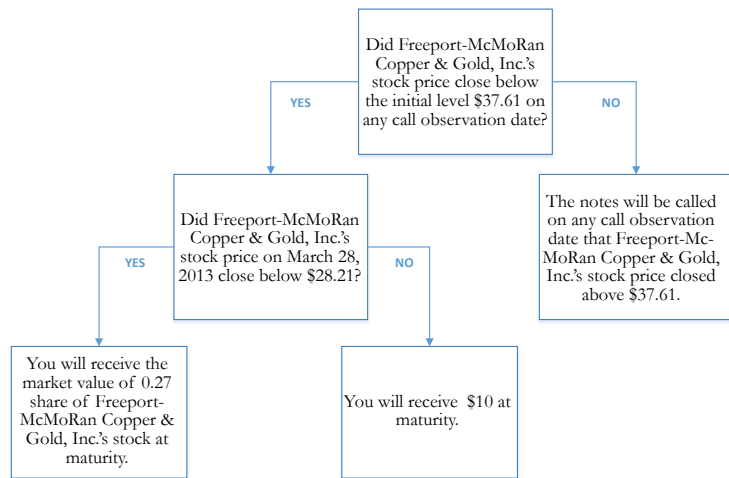 Did Freeport-McMoRan
Copper & Gold, Inc.'s
stock price close below
the initial level $37.61 on
any call observation date?
YES
NO
Did Freeport-McMoRan
Copper & Gold, Inc.'s
stock price on March 28,
2013 close below $28.21?
The notes will be called
on any call observation
date that Freeport-Mc-
MoRan Copper & Gold,
Inc.'s stock price closed
above $37.61.
YES
NO
You will receive the
market value of 0.27
share of Freeport-
McMoRan Copper &
Gold, Inc.'s stock at
maturity.
You will receive $10 at
maturity.